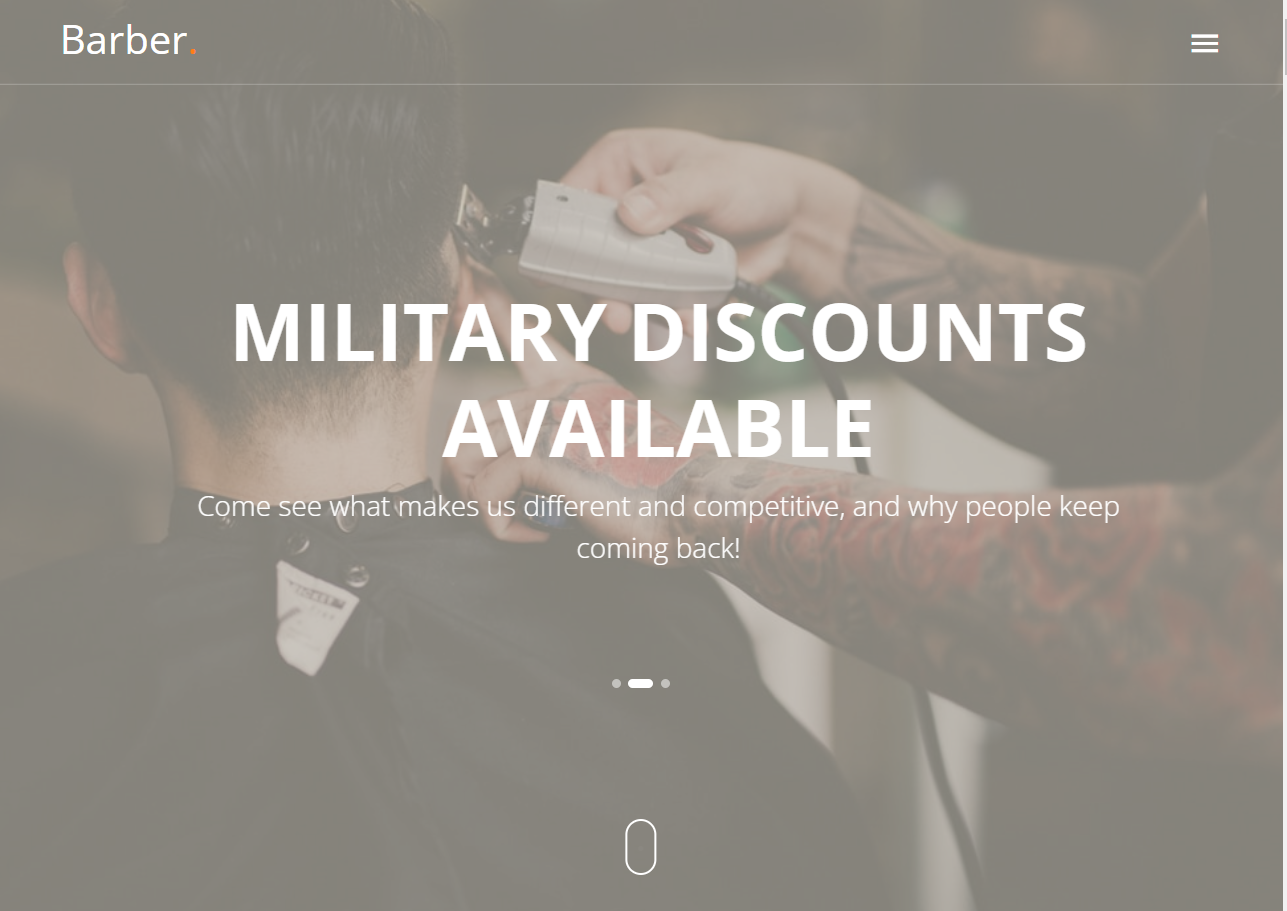 Barber.
MILITARY DISCOUNTS
AVAILABLE
Come see what makes us different and competitive, and why people keep
coming back!